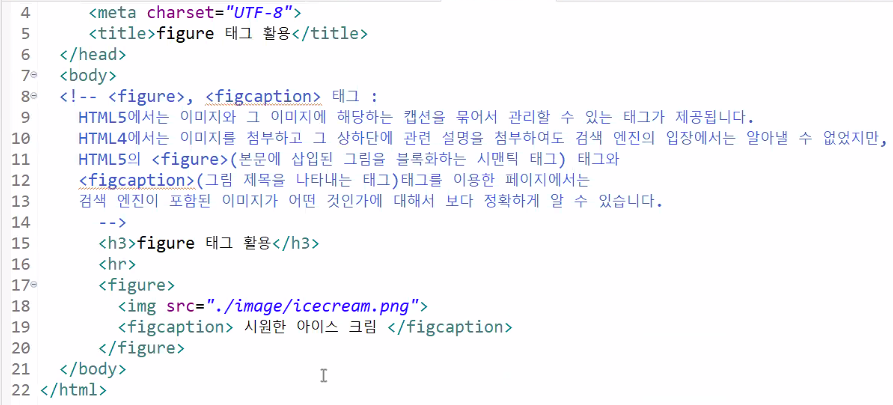 4 <meta charset="UTF-8">
5 <title>figure 태그 활용</title>
6 </head>
7 <body>
8 <!-- <figure>, <figcaption> 태그 :
9 HTML5에서는 이미지와 그 이미지에 해당하는 캡션을 묶어서 관리할 수 있는 태그가 제공됩니다.
10 HTML4에서는 이미지를 첨부하고 그 상하단에 관련 설명을 첨부하여도 검색 엔진의 입장에서는 알아낼 수 없었지만,
11 HTML5의 <figure>(본문에 삽입된 그림을 블록화하는 시맨틱 태그) 태그와
12 <figcaption>(그림 제목을 나타내는 태그)태그를 이용한 페이지에서는
13 검색 엔진이 포함된 이미지가 어떤 것인가에 대해서 보다 정확하게 알 수 있습니다.
14 -->
15 <h3>figure 태그 활용</h3>
16 <hr>
17 <figure>
18 <img src="./image/icecream.png">
19 <figcaption> 시원한 아이스 크림 </figcaption>
20 </figure>
21 </body>
22 </html>